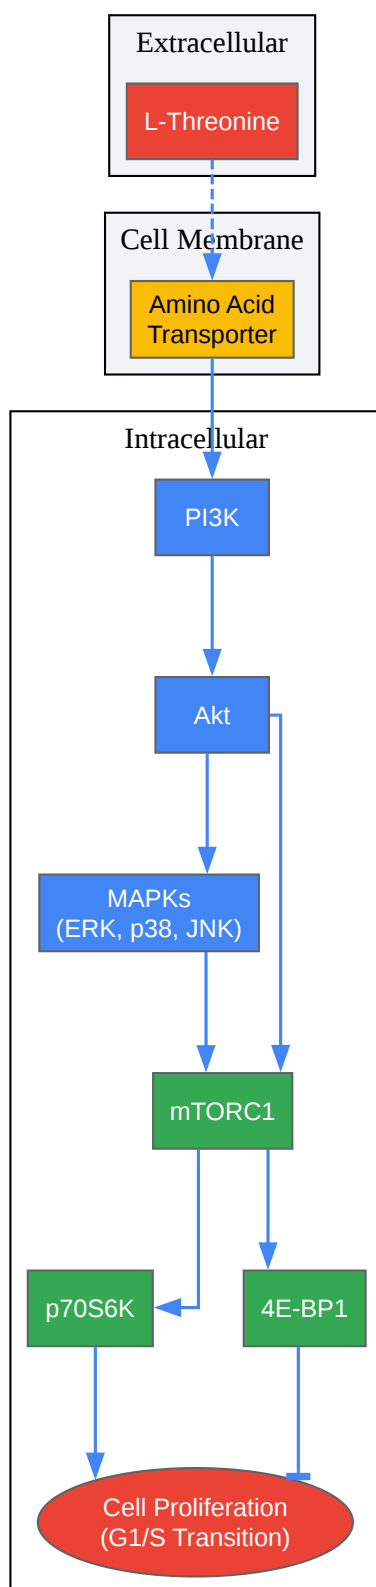 Extracellular
L-Threonine
Cell Membrane
Amino Acid
Transporter
Intracellular
PI3K
Akt
MAPKs
(ERK, p38, JNK)
mTORC1
p70S6K
4E-BP1
Cell Proliferation
(G1/S Transition)